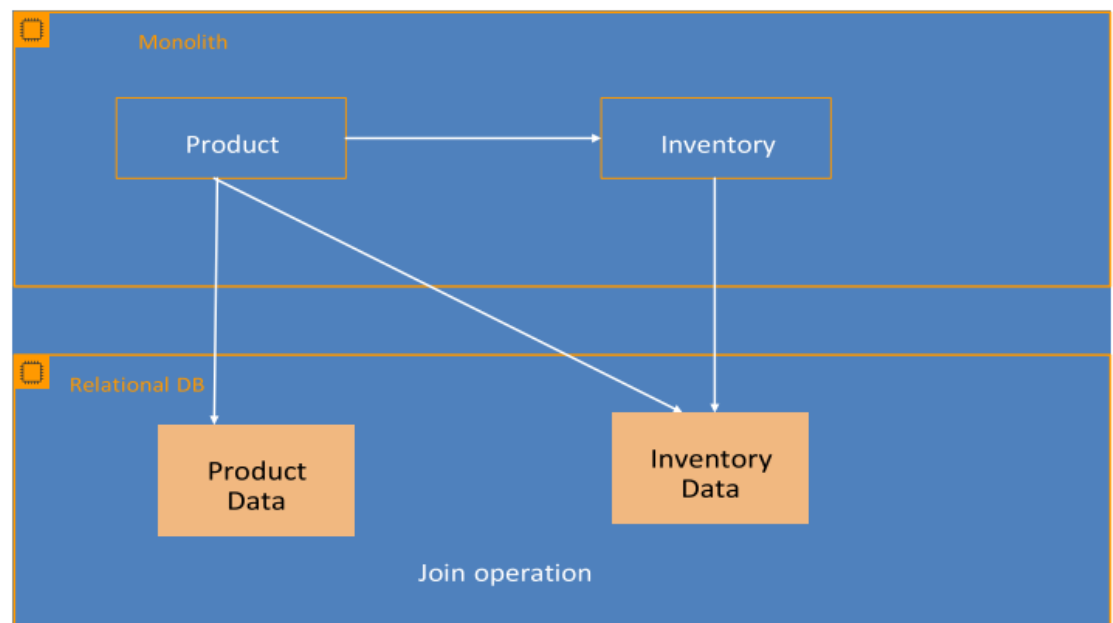 Monolith
Product
Inventory
Relational DB
Product
Data
Inventory
Data
Join operation